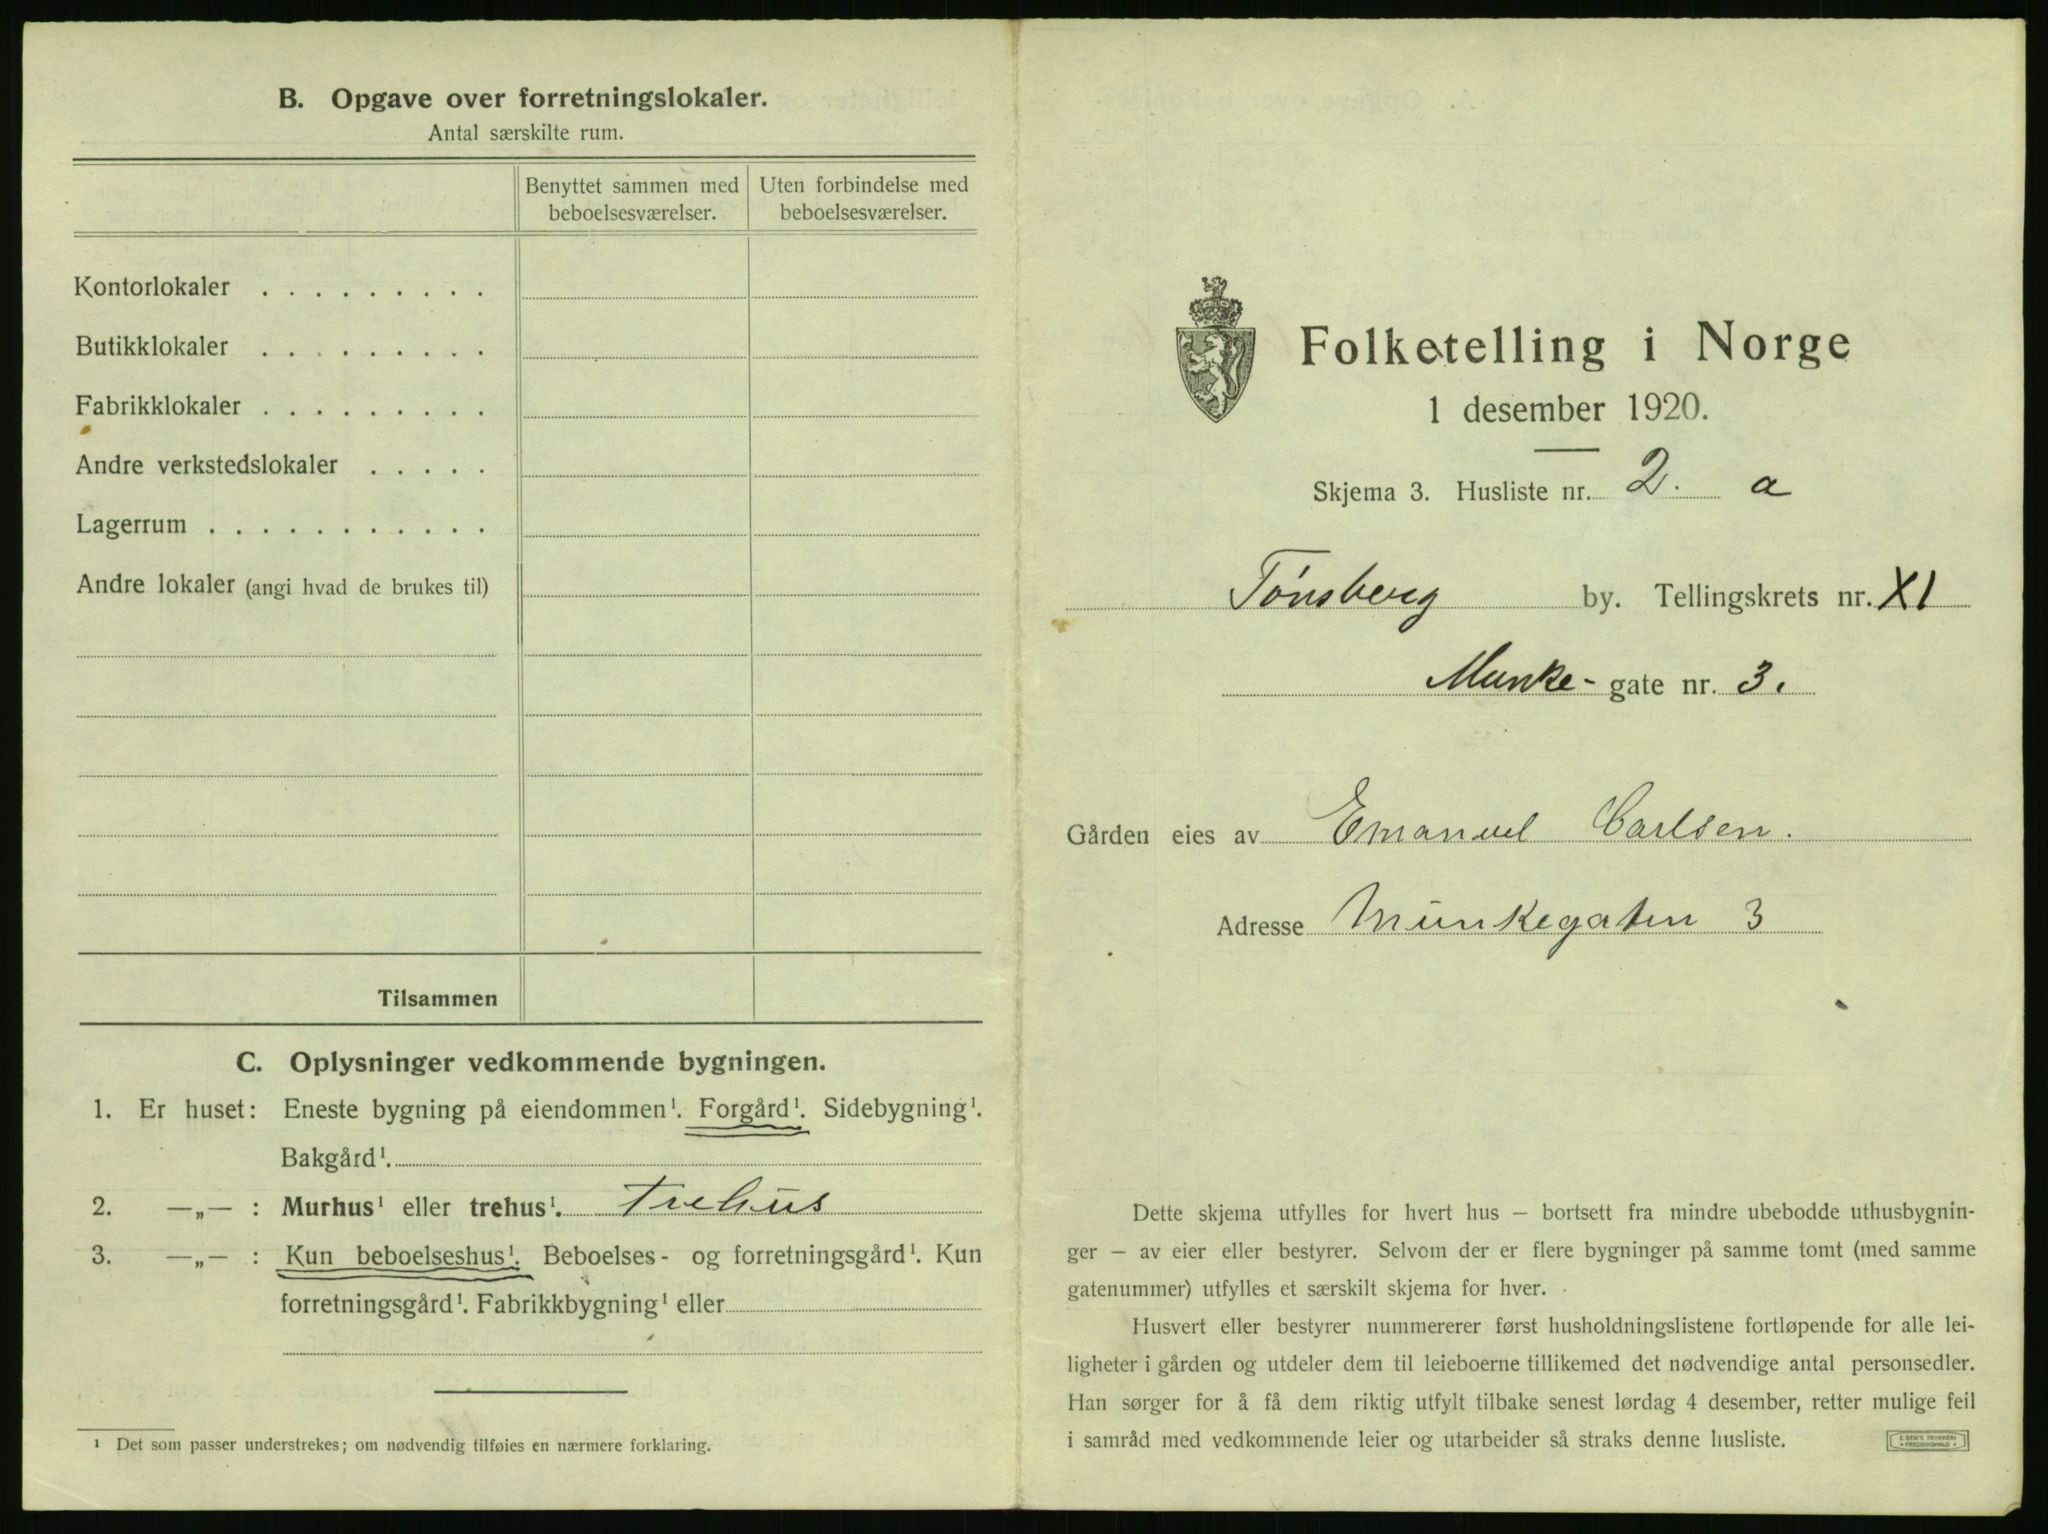 B. Opgave over forretningslokaler.
Antal særskilte rum.
Benyttet sammen med beboelsesværelser.
Uten forbindelse med beboelsesværelser.
Kontorlokaler . . . . . . . . .
Butikklokaler . . . . . . . . .
Fabrikklokaler . . . . . . . . .
Andre verkstedslokaler . . . . .
Lagerrum . . . . . . . . . . .
Andre lokaler (angi hvad de brukes til)
Tilsammen
C. Oplysninger vedkommende bygningen.
1. Er huset: Eneste bygning på eiendommen¹. Forgård¹. Sidebygning¹.
Bakgård¹.
2. —„— : Murhus¹ eller trehus¹. Trehus
3. —„— : Kun beboelseshus¹. Beboelses- og forretningsgård¹. Kun
forretningsgård¹. Fabrikkbygning¹ eller
¹ Det som passer understrekes; om nødvendig tilføies en nærmere forklaring.
Folketelling i Norge
1 desember 1920.
Skjema 3. Husliste nr. 2. a
Tønsberg by. Tellingskrets nr. XI
Munke- gate nr. 3.
Gården eies av Emanuel Carlsen.
Adresse Munkegaten 3
Dette skjema utfylles for hvert hus – bortsett fra mindre ubebodde uthusbygnin-
ger – av eier eller bestyrer. Selvom der er flere bygninger på samme tomt (med samme
gatenummer) utfylles et særskilt skjema for hver.
Husvert eller bestyrer nummererer først husholdningslistene fortløpende for alle lei-
ligheter i gården og utdeler dem til leieboerne tillikemed det nødvendige antal personsedler.
Han sørger for å få dem riktig utfylt tilbake senest lørdag 4 desember, retter mulige feil
i samråd med vedkommende leier og utarbeider så straks denne husliste.
E. SEM'S TRYKKERI
• FREDRIKSHALD •